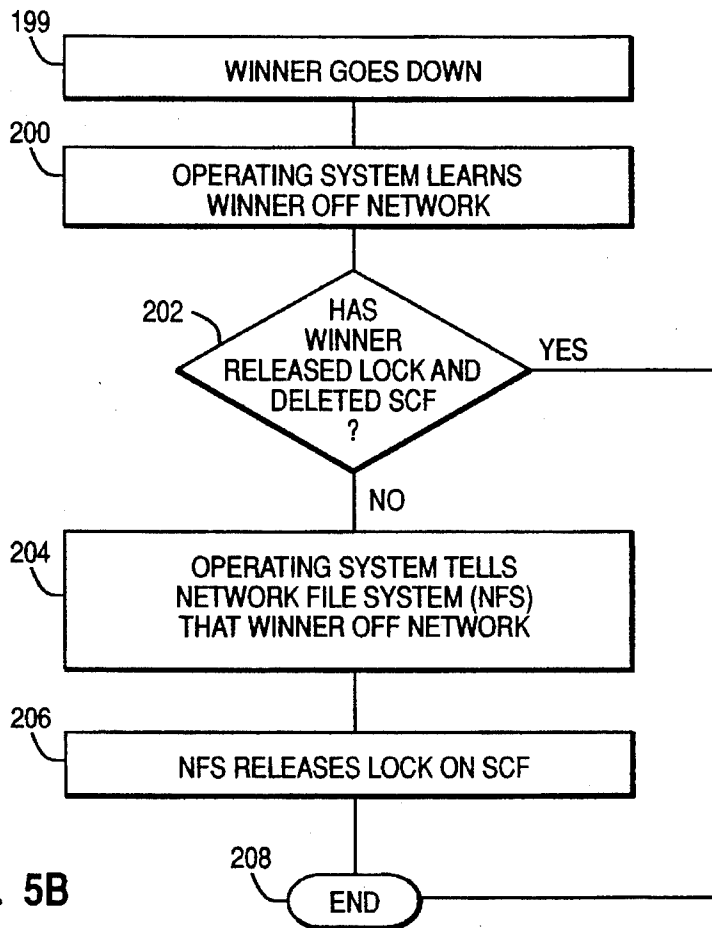 199
WINNER GOES DOWN
200
OPERATING SYSTEM LEARNS
WINNER OFF NETWORK
202
HAS
WINNER
RELEASED LOCK AND
DELETED SCF
?
YES
NO
204
OPERATING SYSTEM TELLS
NETWORK FILE SYSTEM (NFS)
THAT WINNER OFF NETWORK
206
NFS RELEASES LOCK ON SCF
208
END
. 5B